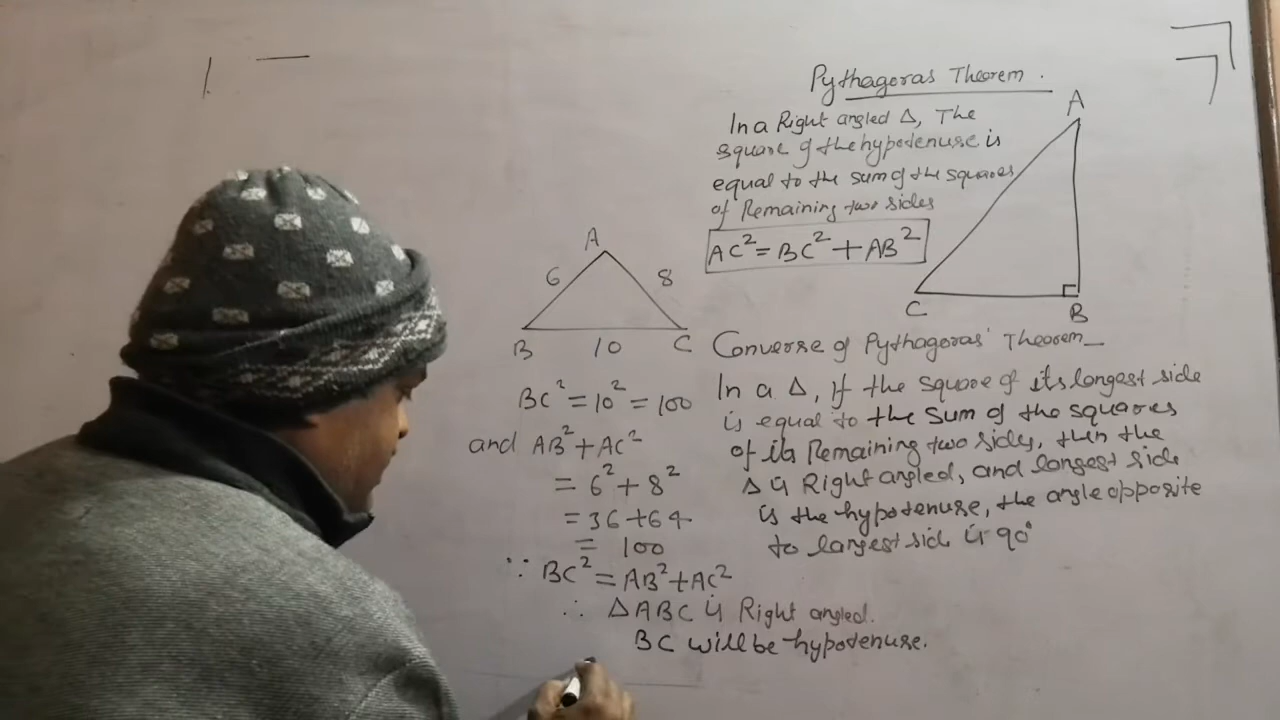 Pythagoras Theorem.
In a Right angled Δ, The
square of the hypotenuse is
equal to the sum of the squares
of Remaining two sides
AC² = BC² + AB²
A
C
B
A
6
8
B
10
C
BC² = 10² = 100
and AB² + AC²
= 6² + 8²
= 36 + 64
= 100
∵ BC² = AB² + AC²
∴ ΔABC is Right angled.
BC will be hypotenuse.
Converse of Pythagoras' Theorem_
In a Δ, If the square of its longest side
is equal to the sum of the squares
of its Remaining two sides, then the
Δ is Right angled, and longest side
is the hypotenuse, the angle opposite
to largest side is 90°